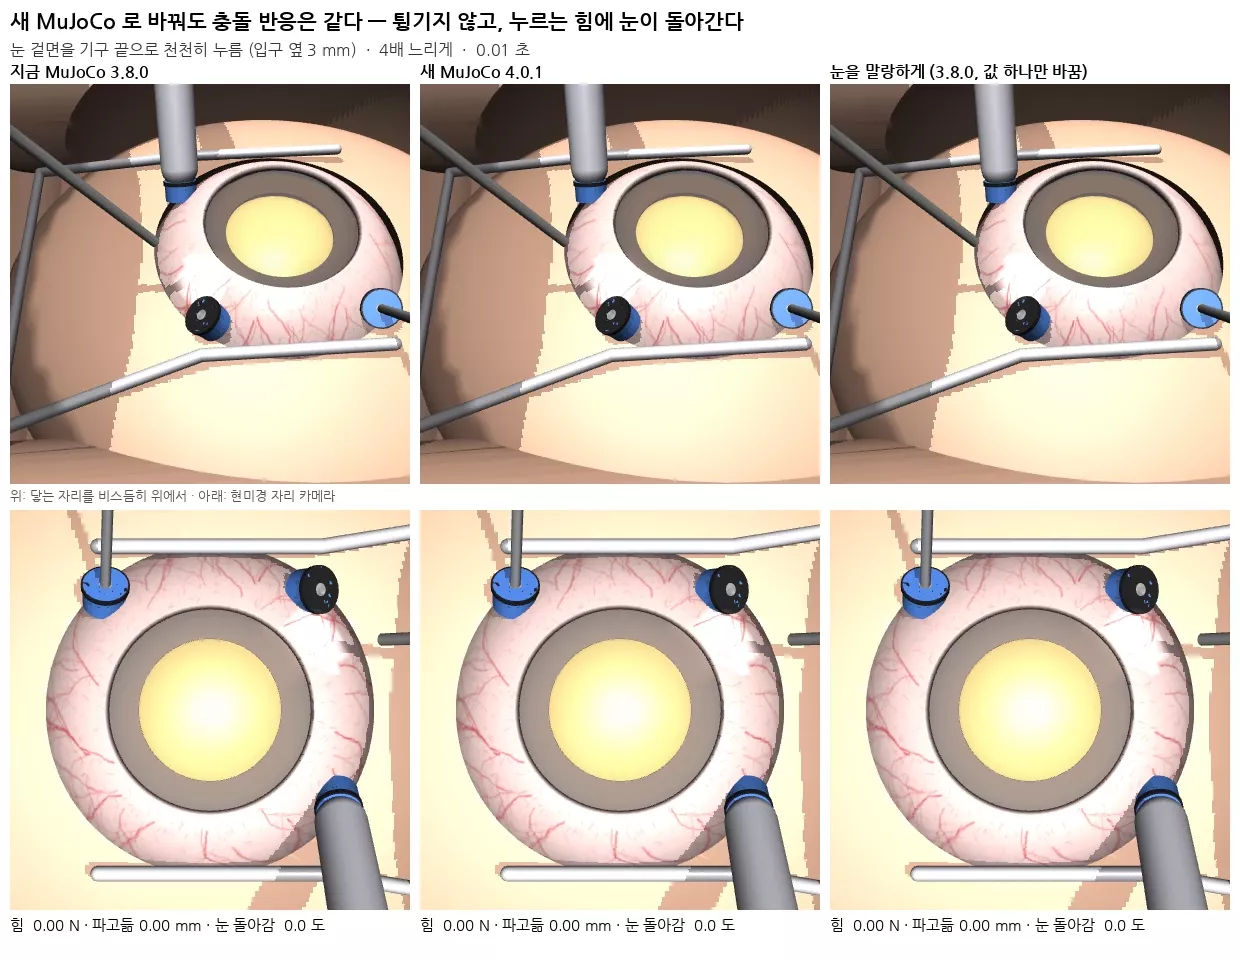 새 MuJoCo 로 바꿔도 충돌 반응은 같다 — 튕기지 않고, 누르는 힘에 눈이 돌아간다
눈 겉면을 기구 끝으로 천천히 누름 (입구 옆 3 mm) · 4배 느리게 · 0.01 초
지금 MuJoCo 3.8.0
새 MuJoCo 4.0.1
눈을 말랑하게 (3.8.0, 값 하나만 바꿈)
위: 닿는 자리를 비스듬히 위에서 · 아래: 현미경 자리 카메라
힘 0.00 N · 파고듦 0.00 mm · 눈 돌아감 0.0 도
힘 0.00 N · 파고듦 0.00 mm · 눈 돌아감 0.0 도
힘 0.00 N · 파고듦 0.00 mm · 눈 돌아감 0.0 도